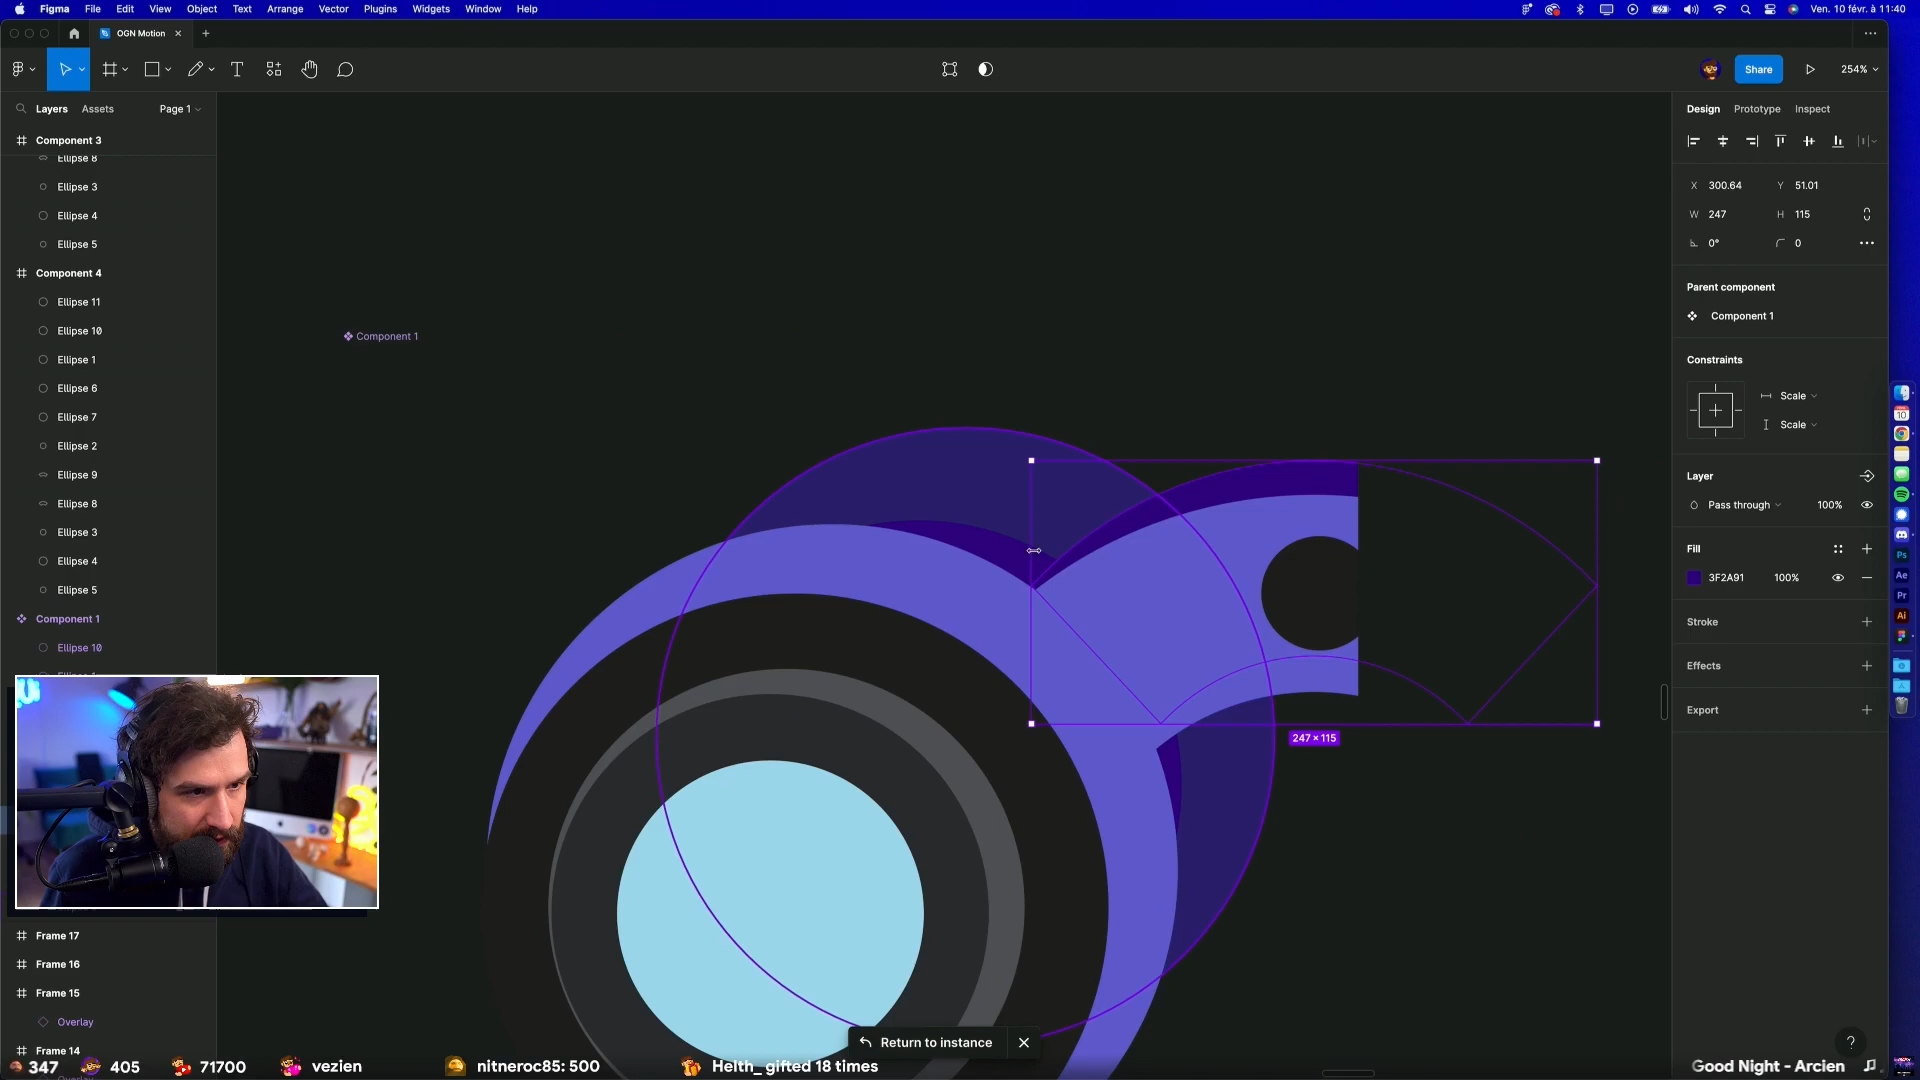 Figma File Edit View Object Text Arrange Vector Plugins Widgets Window Help
Ven. 10 févr. à 11:40
OGN Motion
Share
254%
Layers Assets Page 1
Component 3
Ellipse 8
Ellipse 3
Ellipse 4
Ellipse 5
Component 4
Ellipse 11
Ellipse 10
Ellipse 1
Ellipse 6
Ellipse 7
Ellipse 2
Ellipse 9
Ellipse 8
Ellipse 3
Ellipse 4
Ellipse 5
Component 1
Ellipse 10
Frame 17
Frame 16
Frame 15
Overlay
Frame 14
Component 1
247 × 115
Return to instance
Design Prototype Inspect
X 300.64 Y 51.01
W 247 H 115
0° 0
Parent component
Component 1
Constraints
Scale
Scale
Layer
Pass through 100%
Fill
3F2A91 100%
Stroke
Effects
Export
?
10
Ps
Ae
Pr
Ai
347 405 71700 vezien nitneroc85: 500 Helth_ gifted 18 times
Good Night - Arcien